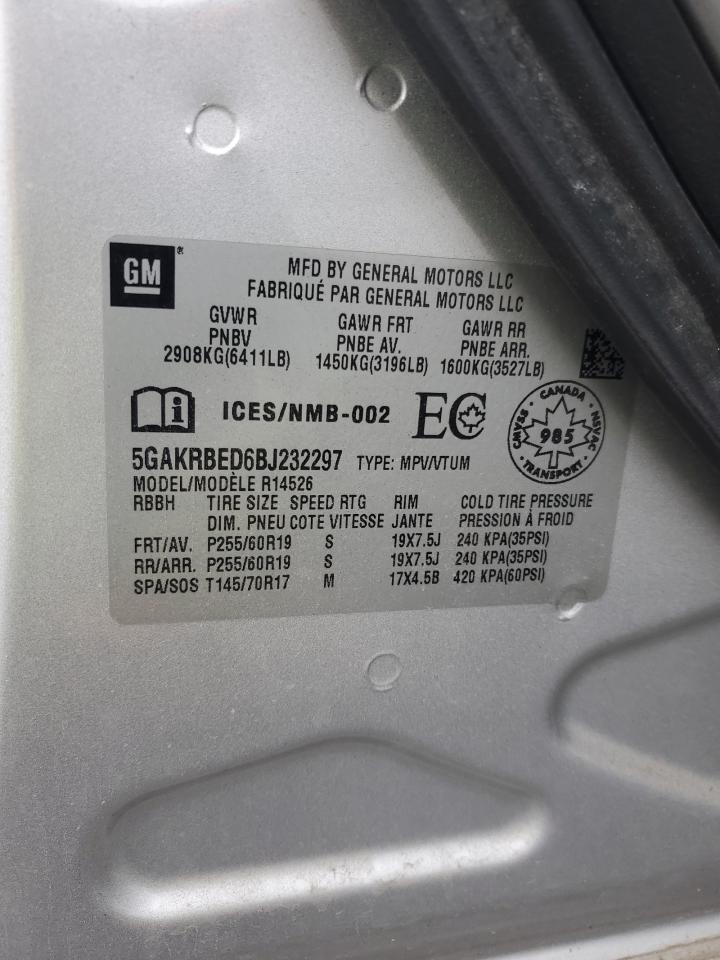 GM
MFD BY GENERAL MOTORS LLC
FABRIQUÉ PAR GENERAL MOTORS LLC
GVWR GAWR FRT GAWR RR
PNBV PNBE AV. PNBE ARR.
2908KG(6411LB) 1450KG(3196LB) 1600KG(3527LB)
i ICES/NMB-002 EC
CANADA
CMVSS 985 NSVAC
TRANSPORT
5GAKRBED6BJ232297 TYPE: MPV/VTUM
MODEL/MODÈLE R14526
RBBH TIRE SIZE SPEED RTG RIM COLD TIRE PRESSURE
DIM. PNEU COTE VITESSE JANTE PRESSION À FROID
FRT/AV. P255/60R19 S 19X7.5J 240 KPA(35PSI)
RR/ARR. P255/60R19 S 19X7.5J 240 KPA(35PSI)
SPA/SOS T145/70R17 M 17X4.5B 420 KPA(60PSI)